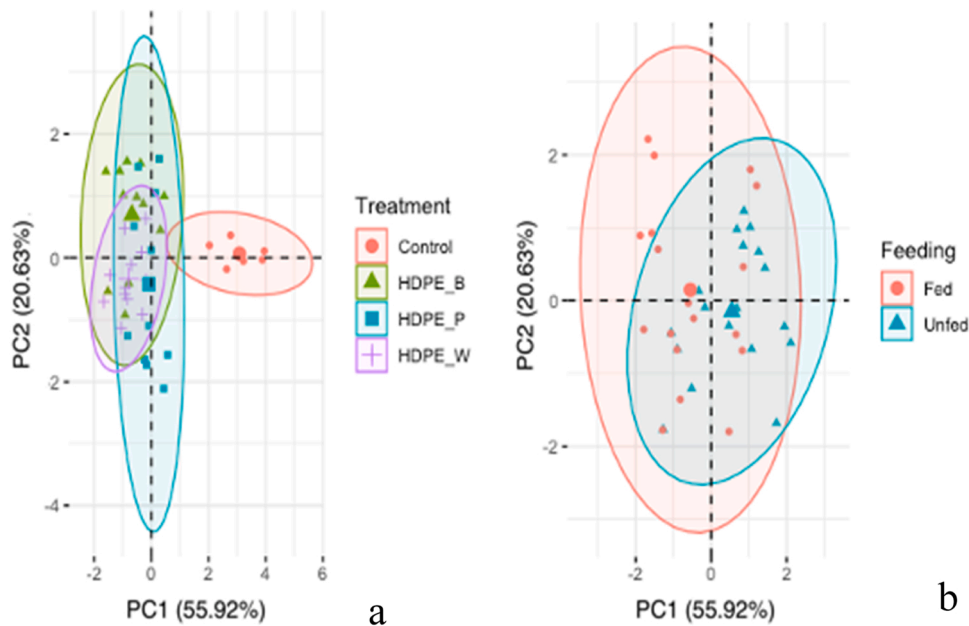 2
0
-2
-4
PC2 (20.63%)
-2
0
2
4
6
PC1 (55.92%)
a
Treatment
Control
HDPE_B
HDPE_P
HDPE_W
2
0
-2
PC2 (20.63%)
-2
0
2
PC1 (55.92%)
b
Feeding
Fed
Unfed